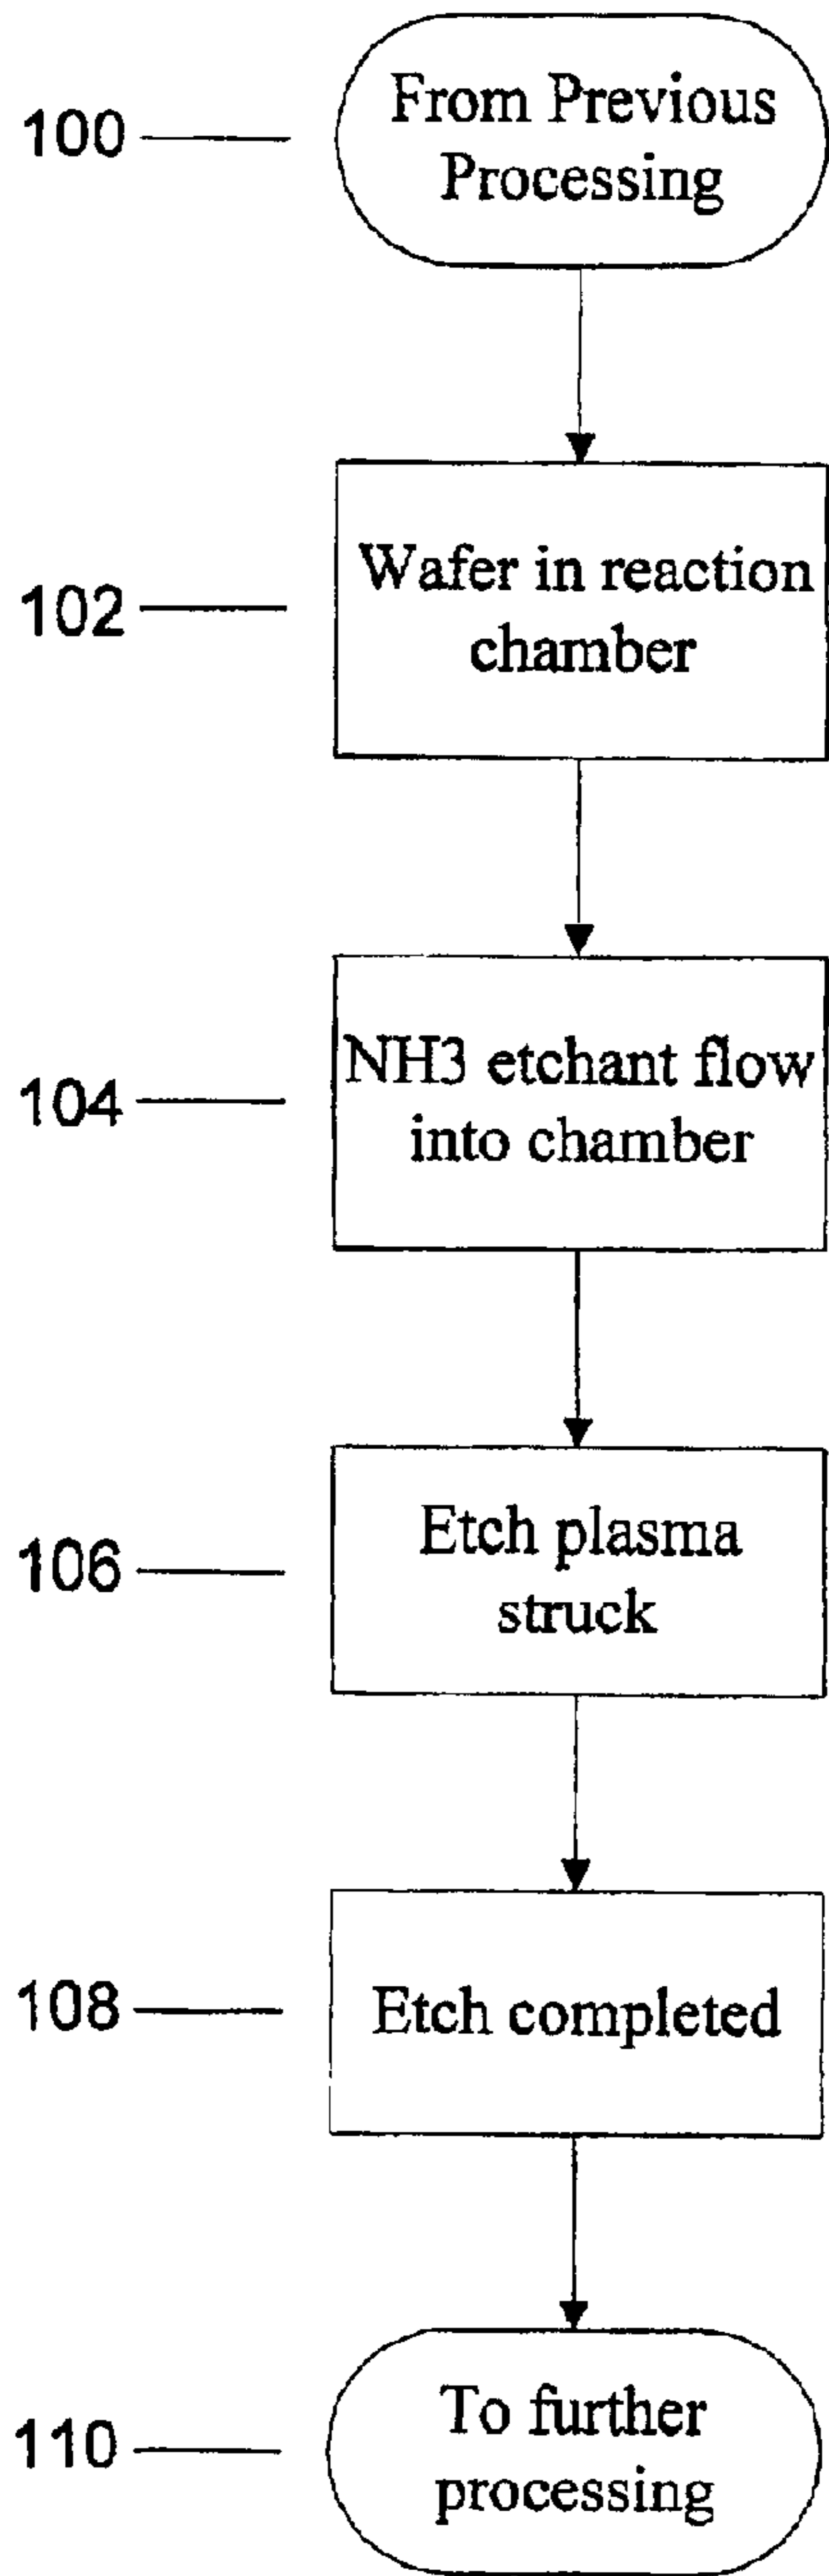 100
From Previous
Processing
102
Wafer in reaction
chamber
104
NH3 etchant flow
into chamber
106
Etch plasma
struck
108
Etch completed
110
To further
processing